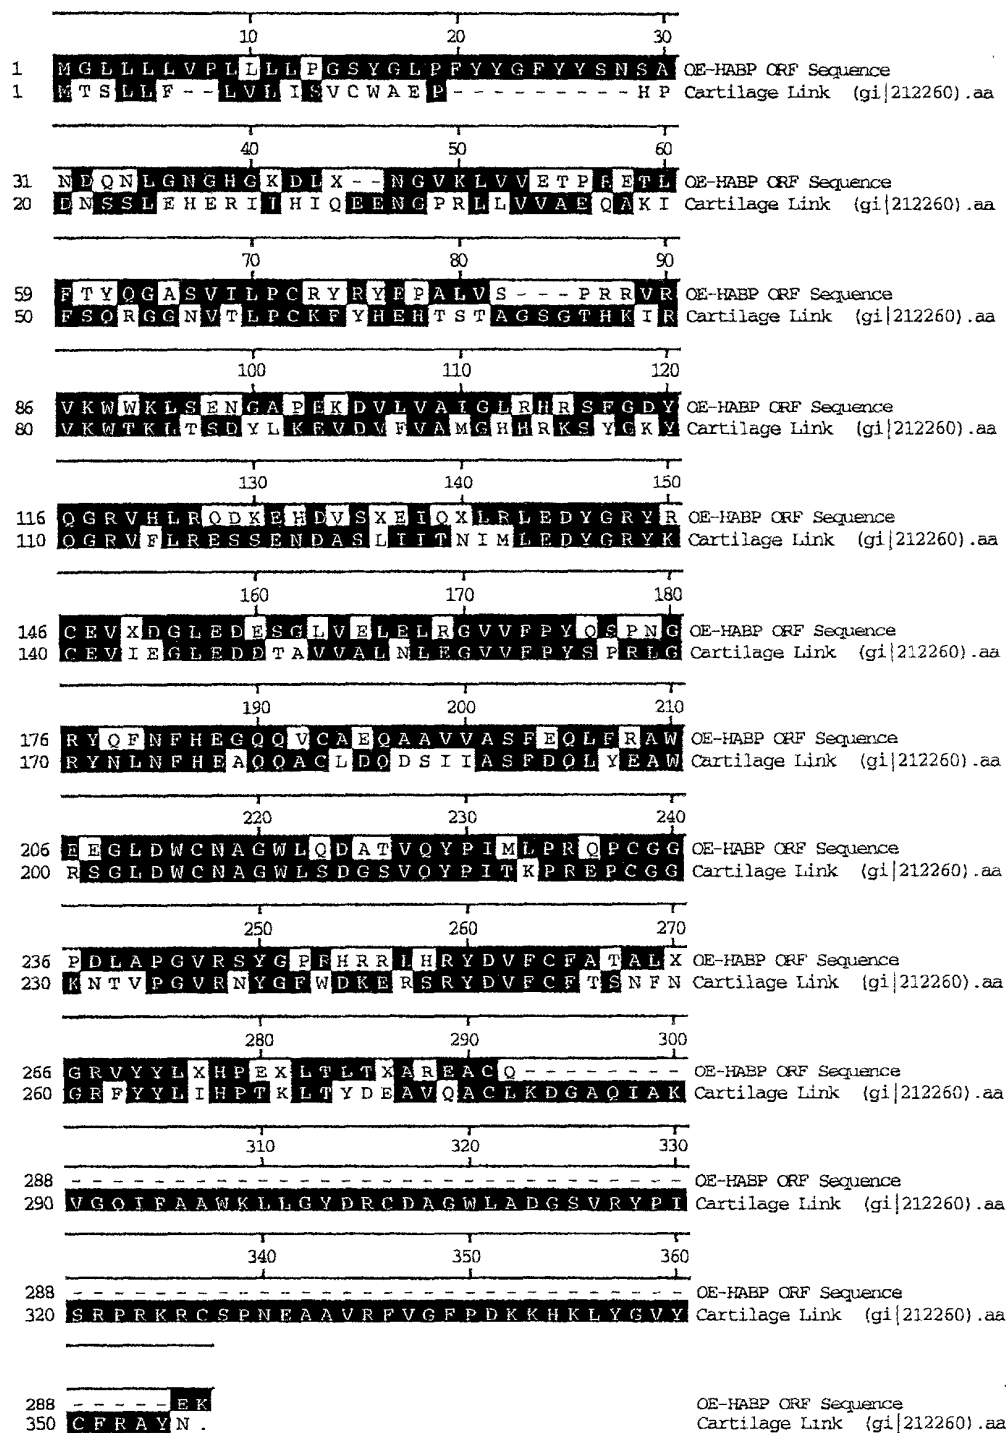 10 20 30
1 MGLLLLVPLLLLPGSYGLPFYYGFYYSNSA OE-HABP ORF Sequence
1 MTSLLF--LVLISVCWAEP---------HP Cartilage Link (gi|212260).aa
40 50 60
31 NDQNLGNGHGKDLX--NGVKLVVETPRETL OE-HABP ORF Sequence
20 DNSSLEHERIIHIQEENGPRLLVVAEQAKI Cartilage Link (gi|212260).aa
70 80 90
59 FTYQGASVILPCRYRYEPALVS---PRRVR OE-HABP ORF Sequence
50 FSQRGGNVTLPCKFYHEHTSTAGSGTHKIR Cartilage Link (gi|212260).aa
100 110 120
86 VKWWKLSENGAPEKDVLVAIGLRHRSFGDY OE-HABP ORF Sequence
80 VKWTKLTSDYLKEVDVFVAMGHHRKSYGKY Cartilage Link (gi|212260).aa
130 140 150
116 QGRVHLRQDKEHDVSXEIQXLRLEDYGRYR OE-HABP ORF Sequence
110 QGRVFLRESSENDASLIITNIMLEDYGRYK Cartilage Link (gi|212260).aa
160 170 180
146 CEVXDGLEDESGLVELELRGVVFPYQSPNG OE-HABP ORF Sequence
140 CEVIEGLEDDTAVVALNLEGVVFPYSPRLG Cartilage Link (gi|212260).aa
190 200 210
176 RYQFNFHEGQQVCAEQAAVVASFEQLFRAW OE-HABP ORF Sequence
170 RYNLNFHEAQQACLDQDSIIASFDQLYEAW Cartilage Link (gi|212260).aa
220 230 240
206 EEGLDWCNAGWLQDATVQYPIMLPRQPCGG OE-HABP ORF Sequence
200 RSGLDWCNAGWLSDGSVQYPITKPREPCGG Cartilage Link (gi|212260).aa
250 260 270
236 PDLAPGVRSYGPRHRRLHRYDVFCFATALX OE-HABP ORF Sequence
230 KNTVPGVRNYGFWDKERSRYDVFCFTSNFN Cartilage Link (gi|212260).aa
280 290 300
266 GRVYYLXHPEXLTLTXAREACQ-------- OE-HABP ORF Sequence
260 GRFYYLIHPTKLTYDEAVQACLKDGAQIAK Cartilage Link (gi|212260).aa
310 320 330
288 ------------------------------ OE-HABP ORF Sequence
290 VGQIFAAWKLLGYDRCDAGWLADGSVRYPI Cartilage Link (gi|212260).aa
340 350 360
288 ------------------------------ OE-HABP ORF Sequence
320 SRPRKRCSPNEAAVRFVGFPDKKHKLYGVY Cartilage Link (gi|212260).aa
288 -----EK OE-HABP ORF Sequence
350 CFRAYN. Cartilage Link (gi|212260).aa